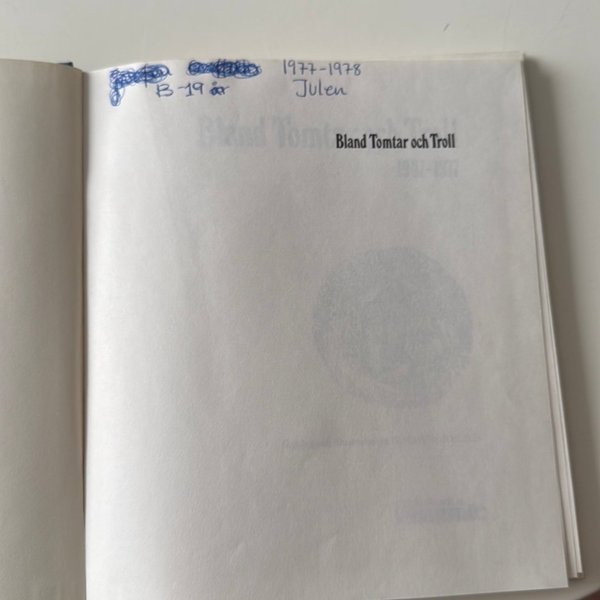 1977-1978
B-19 år Julen
Bland Tomtar och Troll